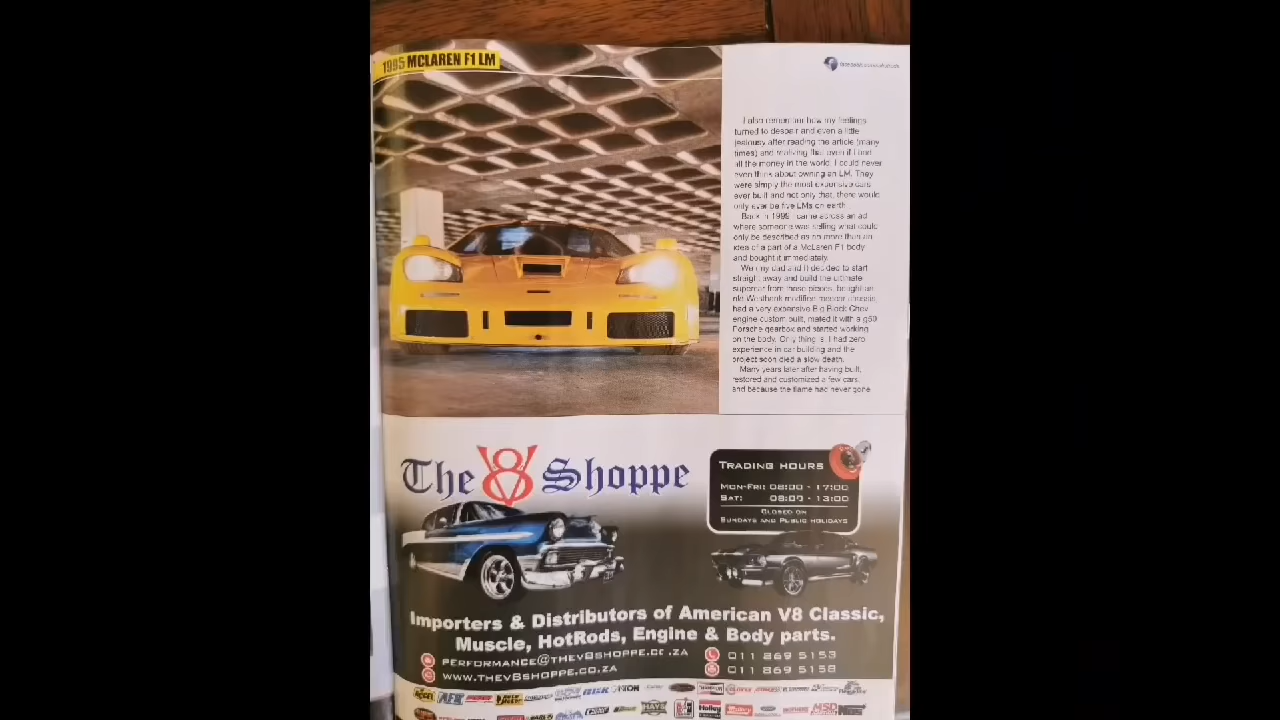 1995 MCLAREN F1 LM
I also remember how my feelings
turned to despair and even a little
jealousy after reading the article (many
times) and realising that even if I had
all the money in the world, I could never
even think about owning an LM. They
were simply the most expensive cars
ever built and not only that, there would
only ever be five LMs on earth.
Back in 1999 I came across an ad
where someone was selling what could
only be described as no more than an
idea of a part of a McLaren F1 body
and bought it immediately.
We (my dad and I) decided to start
straight away and build the ultimate
supercar from those pieces, bought an
old Westbank modified racecar chassis,
had a very expensive Big Block Chev
engine custom built, mated it with a g50
Porsche gearbox and started working
on the body. Only thing is, I had zero
experience in car building and the
project soon died a slow death.
Many years later after having built,
restored and customized a few cars,
and because the flame had never gone
The V8 Shoppe
TRADING HOURS
MON-FRI: 08:00 - 17:00
SAT: 08:00 - 13:00
CLOSED ON
SUNDAYS AND PUBLIC HOLIDAYS
Importers & Distributors of American V8 Classic,
Muscle, HotRods, Engine & Body parts.
PERFORMANCE@THEV8SHOPPE.CO.ZA
WWW.THEV8SHOPPE.CO.ZA
011 869 5153
011 869 5158
ACCEL AFX
Holley MSD